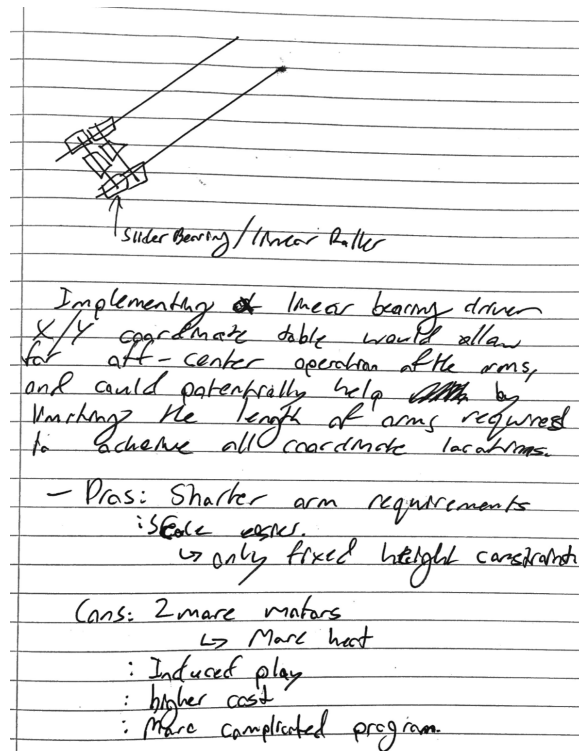 Slider Bearing/linear Roller
Implementing a linear bearing driven
X/Y coordinate table would allow
for off-center operation of the arms,
and could potentially help by
limiting the length of arms required
to acheive all coordinate locations.
- Pros: Shorter arm requirements
: Scale easier.
↳ only fixed height constraint
Cons: 2 more motors
↳ More heat
: Induced play
: higher cost
: More complicated program.